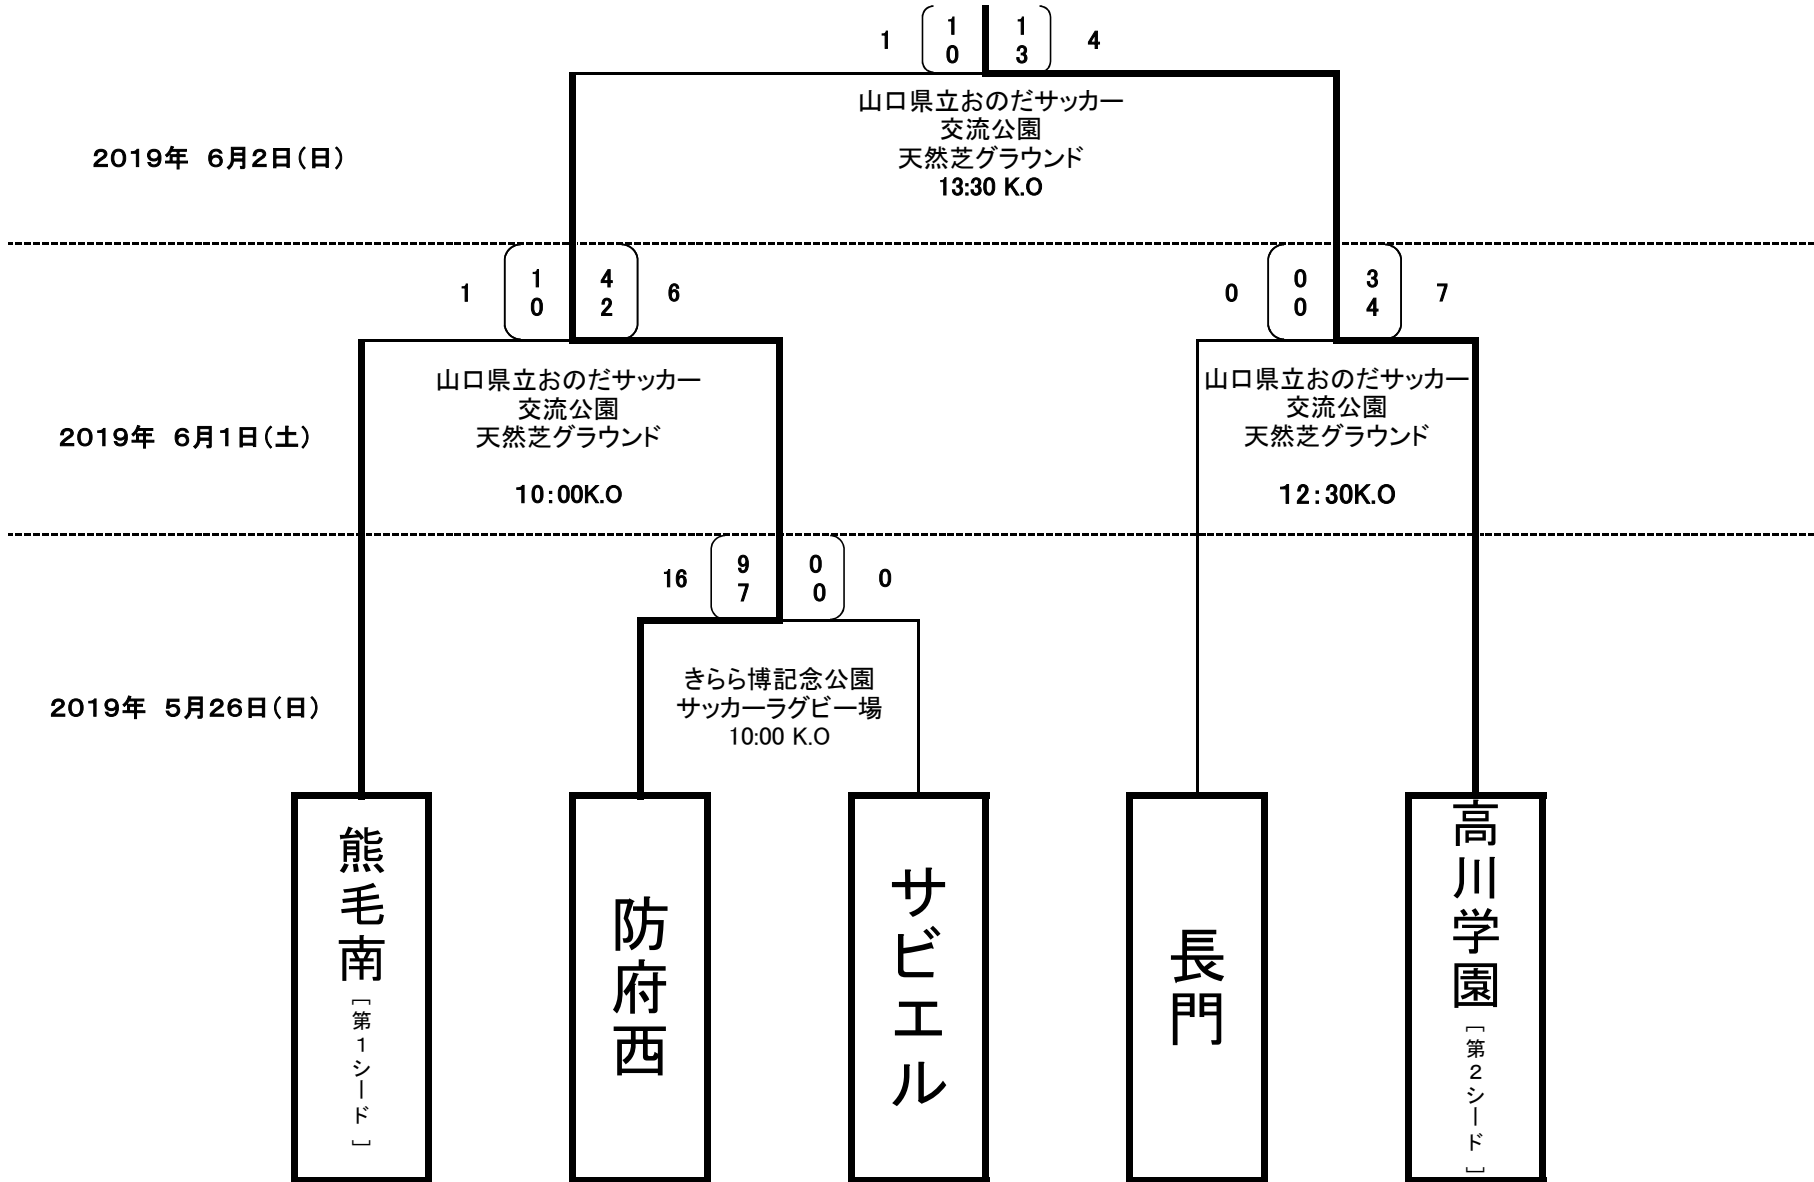 1 1 1 4
0 3
山口県立おのだサッカー
交流公園
天然芝グラウンド
13:30 K.O
2019年 6月2日(日)
1 1 4 6
0 2
0 0 3 7
0 4
山口県立おのだサッカー
交流公園
天然芝グラウンド
10:00K.O
山口県立おのだサッカー
交流公園
天然芝グラウンド
12:30K.O
2019年 6月1日(土)
16 9 0 0
7 0
きらら博記念公園
サッカーラグビー場
10:00 K.O
2019年 5月26日(日)
熊毛南[第1シード]
防府西
サビエル
長門
高川学園[第2シード]